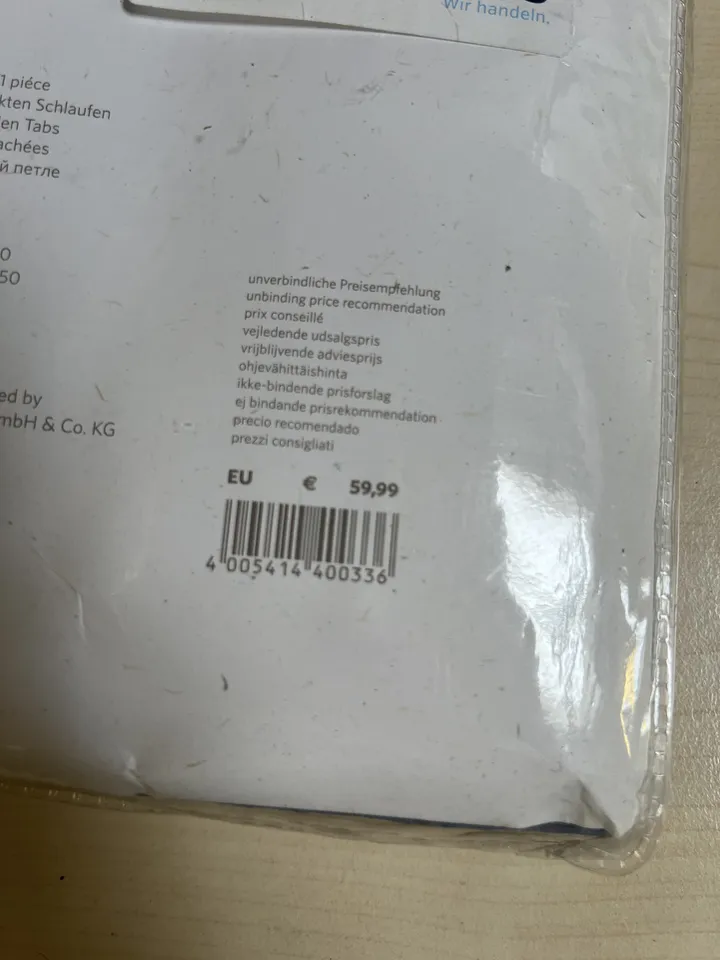 Wir handeln.
1 piéce
kten Schlaufen
en Tabs
achées
й петле
0
50
unverbindliche Preisempfehlung
unbinding price recommendation
prix conseillé
vejledende udsalgspris
vrijblijvende adviesprijs
ohjevähittäishinta
ikke-bindende prisforslag
ej bindande prisrekommendation
precio recomendado
prezzi consigliati
ed by
mbH & Co. KG
EU € 59,99
4 005414 400336